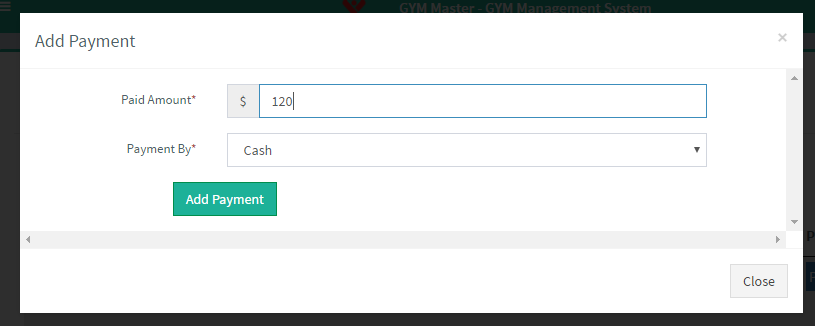 GYM Master - GYM Management System
Add Payment
×
Paid Amount*
$ 120
Payment By*
Cash
Add Payment
P
Close